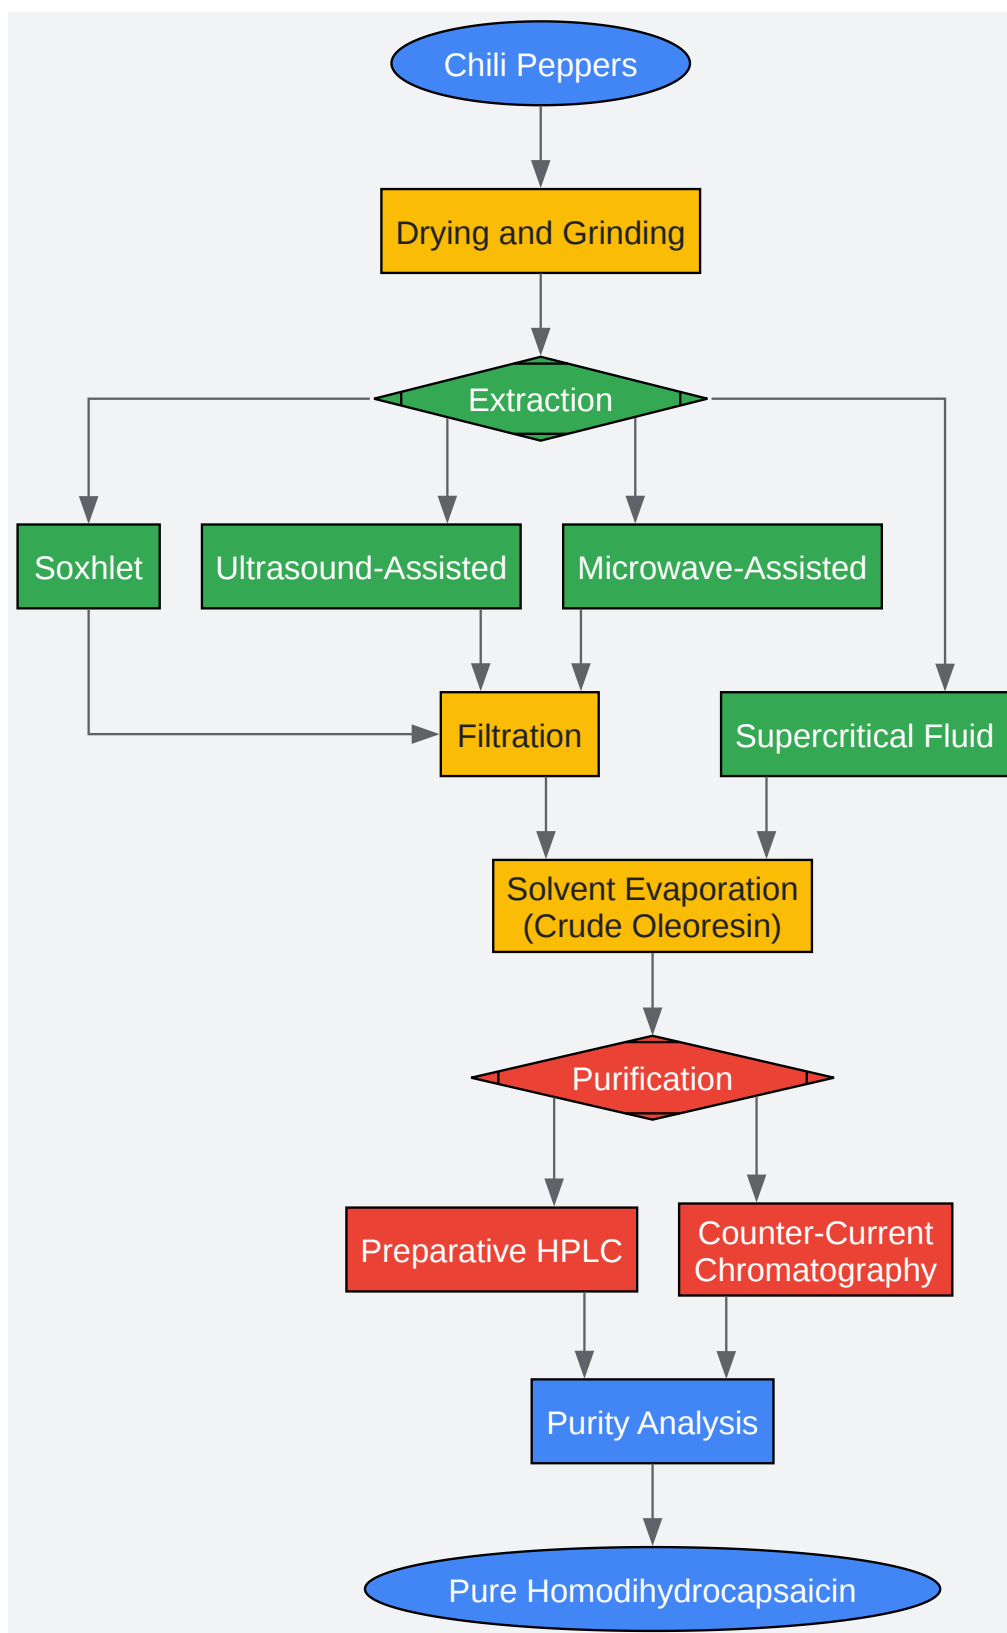 Chili Peppers
Drying and Grinding
Extraction
Soxhlet
Ultrasound-Assisted
Microwave-Assisted
Filtration
Supercritical Fluid
Solvent Evaporation
(Crude Oleoresin)
Purification
Preparative HPLC
Counter-Current
Chromatography
Purity Analysis
Pure Homodihydrocapsaicin